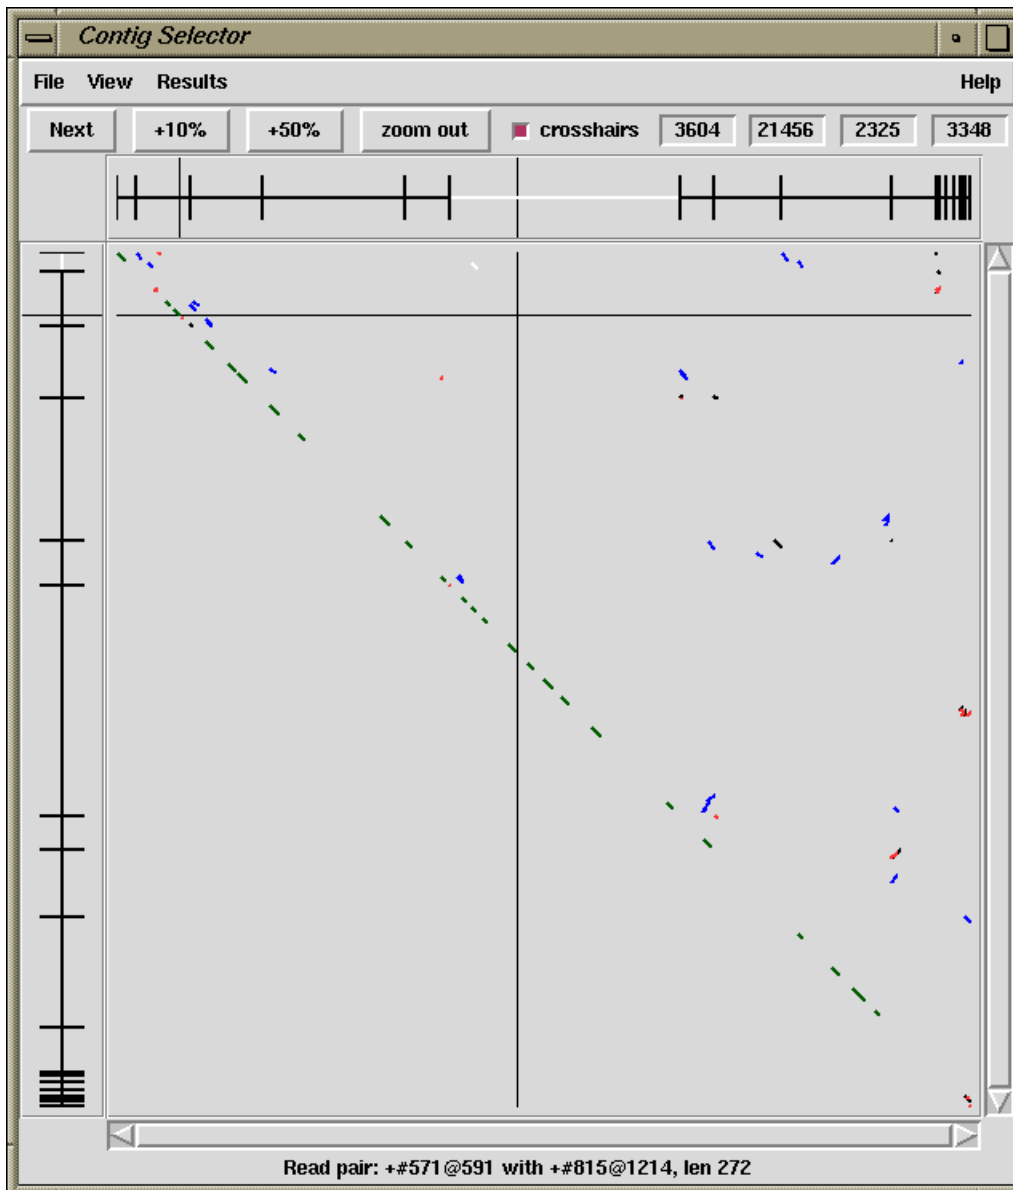 Contig Selector
File View Results Help
Next +10% +50% zoom out crosshairs 3604 21456 2325 3348
Read pair: +#571@591 with +#815@1214, len 272